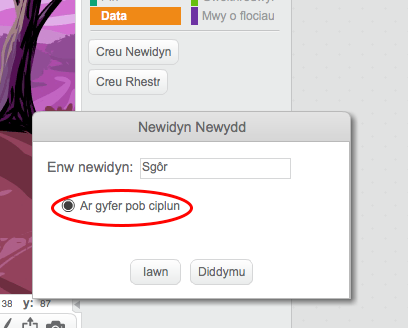 Data
Mwy o flociau
Creu Newidyn
Creu Rhestr
Newidyn Newydd
Enw newidyn: Sgôr
Ar gyfer pob ciplun
Iawn Diddymu
38 y: 87